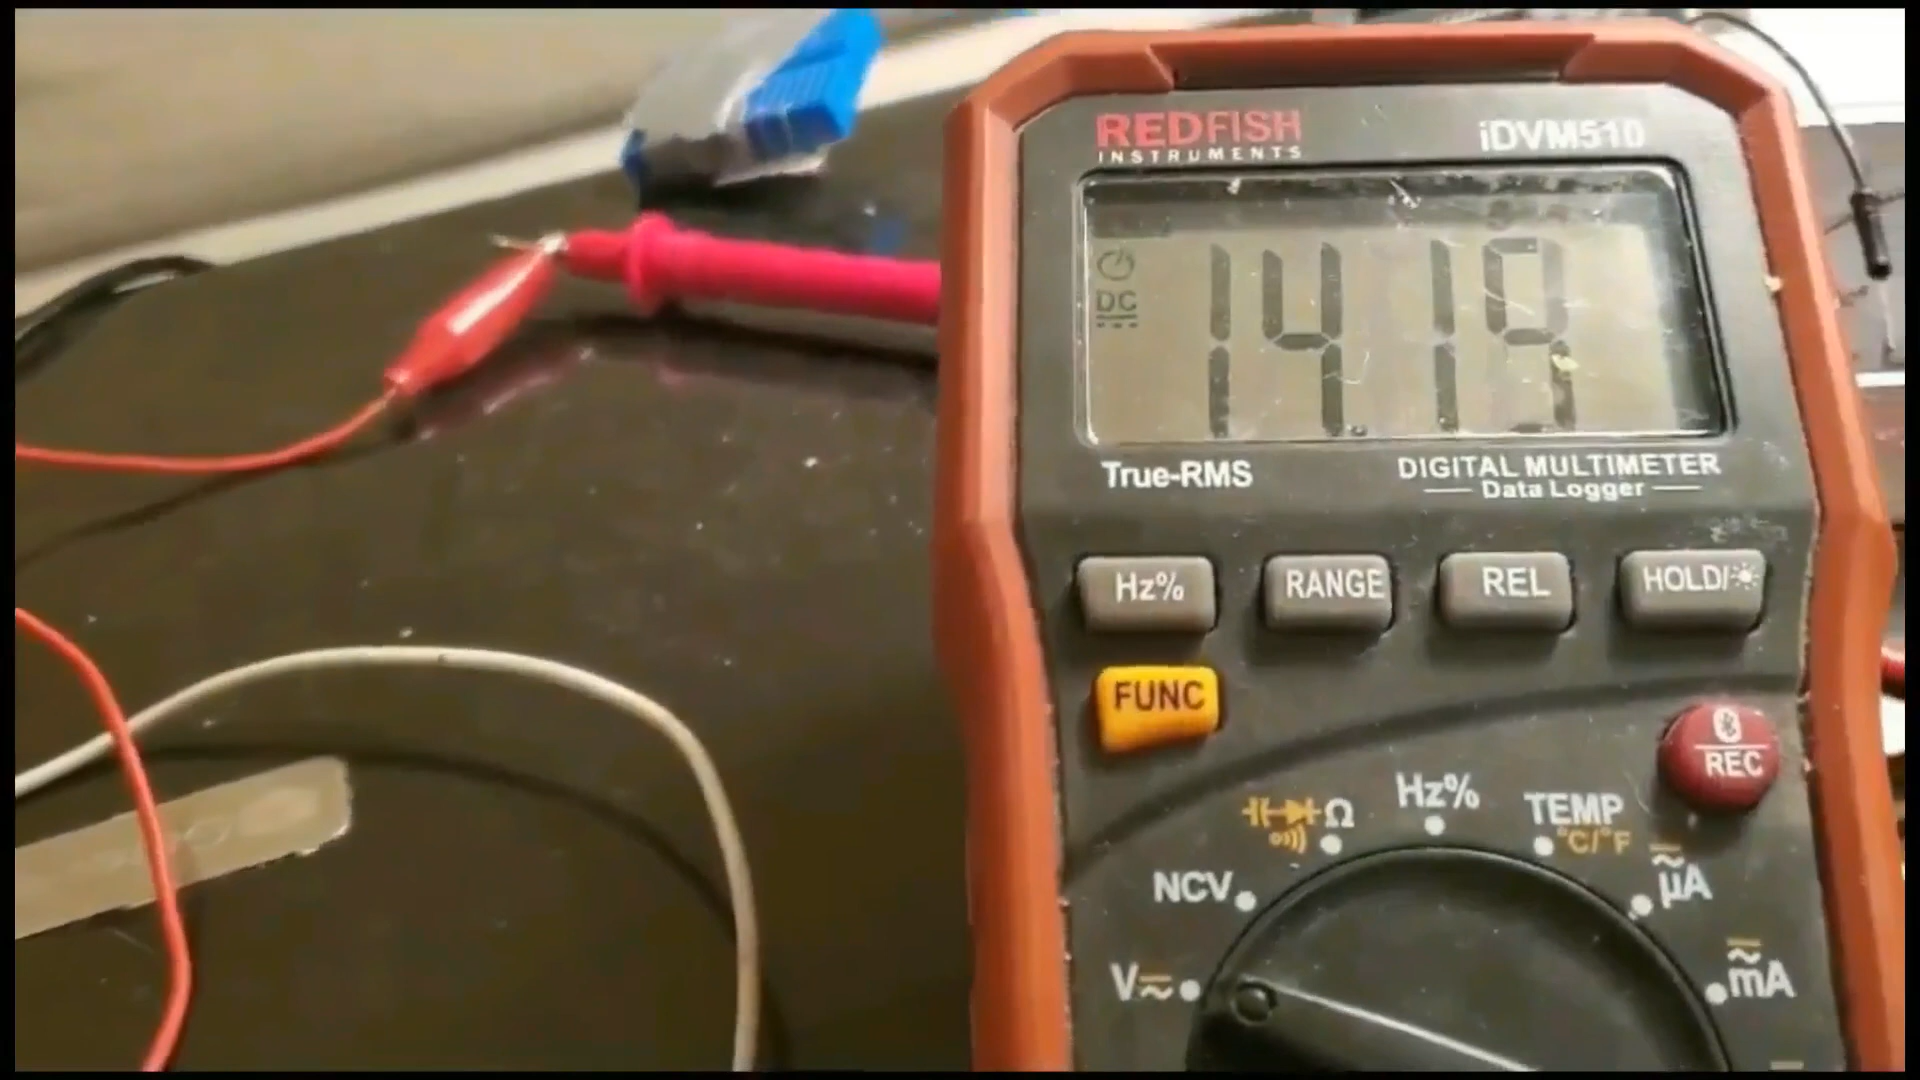 REDFISH
INSTRUMENTS
iDVM510
DC
14.19
True-RMS
DIGITAL MULTIMETER
Data Logger
Hz%
RANGE
REL
HOLD/
FUNC
REC
Hz%
Ω
TEMP
°C/°F
NCV
µA
V
mA